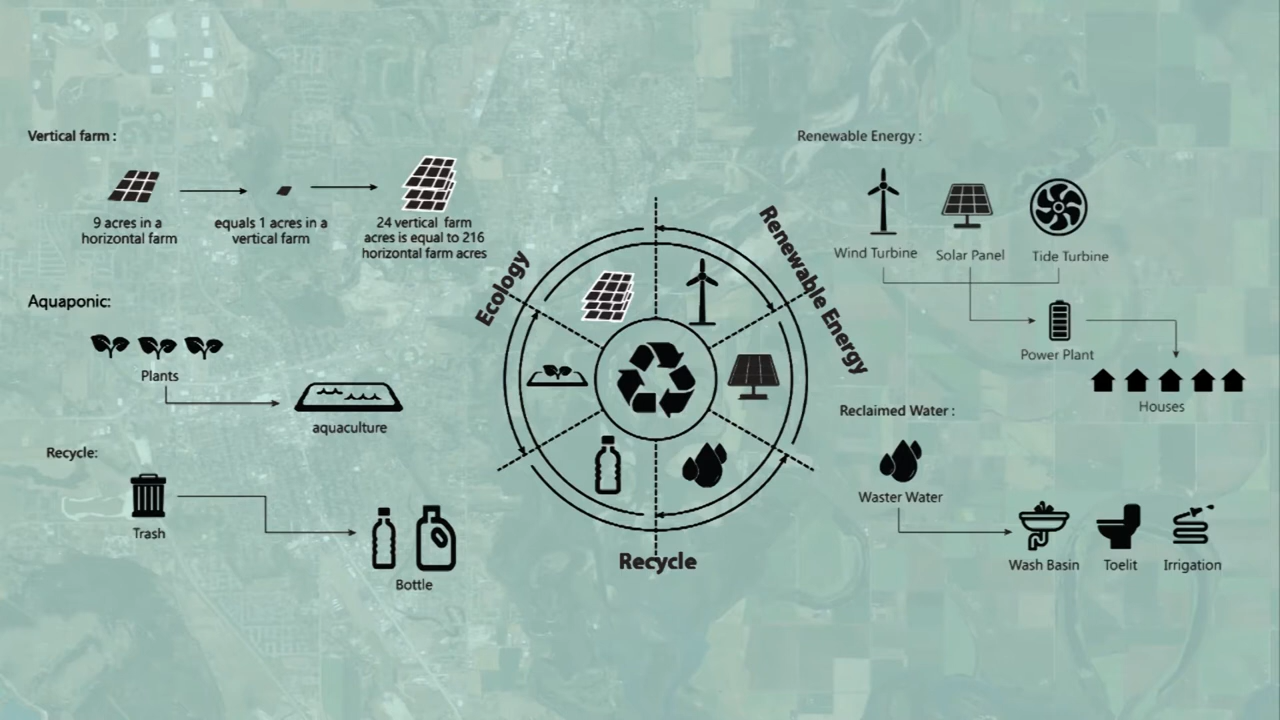 Vertical farm :
9 acres in a
horizontal farm
equals 1 acres in a
vertical farm
24 vertical farm
acres is equal to 216
horizontal farm acres
Aquaponic:
Plants
aquaculture
Recycle:
Trash
Bottle
Ecology
Renewable Energy
Recycle
Renewable Energy :
Wind Turbine
Solar Panel
Tide Turbine
Power Plant
Houses
Reclaimed Water :
Waster Water
Wash Basin
Toelit
Irrigation